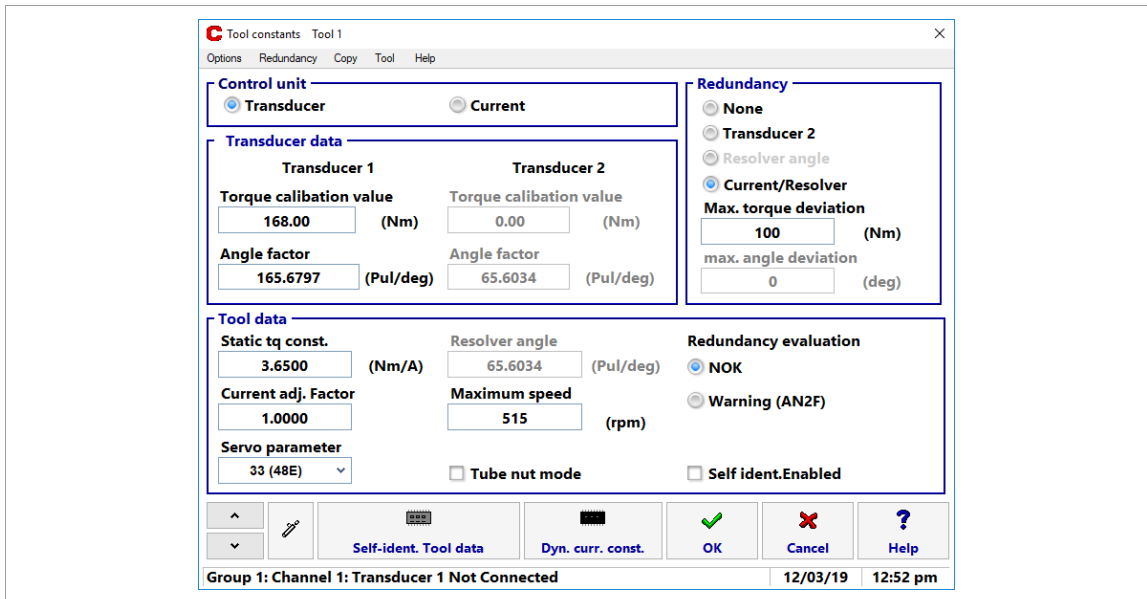 Tool constants Tool 1
Options Redundancy Copy Tool Help
Control unit
Transducer Current
Transducer data
Transducer 1 Transducer 2
Torque calibation value Torque calibation value
168.00 (Nm) 0.00 (Nm)
Angle factor Angle factor
165.6797 (Pul/deg) 65.6034 (Pul/deg)
Redundancy
None
Transducer 2
Resolver angle
Current/Resolver
Max. torque deviation
100 (Nm)
max. angle deviation
0 (deg)
Tool data
Static tq const. Resolver angle Redundancy evaluation
3.6500 (Nm/A) 65.6034 (Pul/deg) NOK
Current adj. Factor Maximum speed Warning (AN2F)
1.0000 515 (rpm)
Servo parameter
33 (48E) Tube nut mode Self ident.Enabled
Self-ident. Tool data Dyn. curr. const. OK Cancel Help
Group 1: Channel 1: Transducer 1 Not Connected 12/03/19 12:52 pm